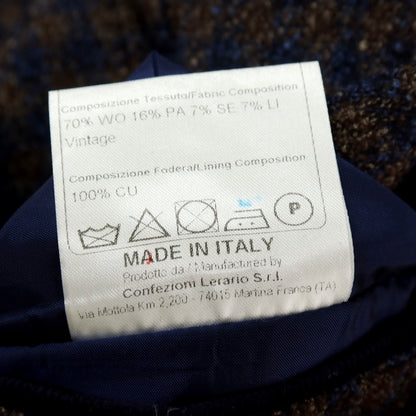 Composizione Tessuto/Fabric Composition
70% WO 16% PA 7% SE 7% LI
Vintage
Composizione Fodera/Lining Composition
100% CU
P
MADE IN ITALY
Prodotto da / Manufactured by
Confezioni Lerario S.r.l.
Via Mottola Km 2,200 - 74015 Martina Franca (TA)